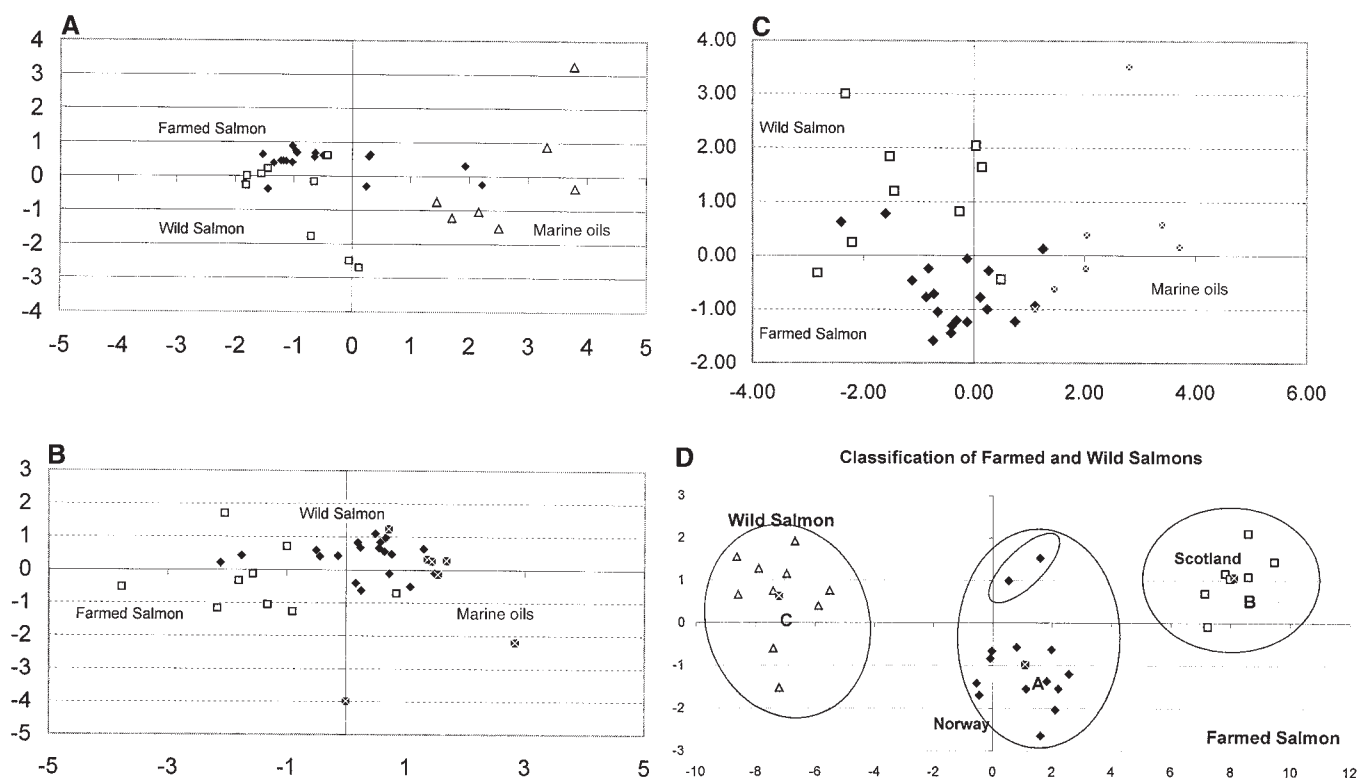 A
4
3
2
1
0
-1
-2
-3
-4
Farmed Salmon
Wild Salmon
Marine oils
-5 -4 -3 -2 -1 0 1 2 3 4 5
B
3
2
1
0
-1
-2
-3
-4
-5
Wild Salmon
Farmed Salmon
Marine oils
-5 -3 -1 1 3 5
C
4.00
3.00
2.00
1.00
0.00
-1.00
-2.00
Wild Salmon
Marine oils
Farmed Salmon
-4.00 -2.00 0.00 2.00 4.00 6.00
D
Classification of Farmed and Wild Salmons
3
2
1
0
-1
-2
-3
Wild Salmon
C
Scotland
B
A
Norway
Farmed Salmon
-10 -8 -6 -4 -2 0 2 4 6 8 10 12